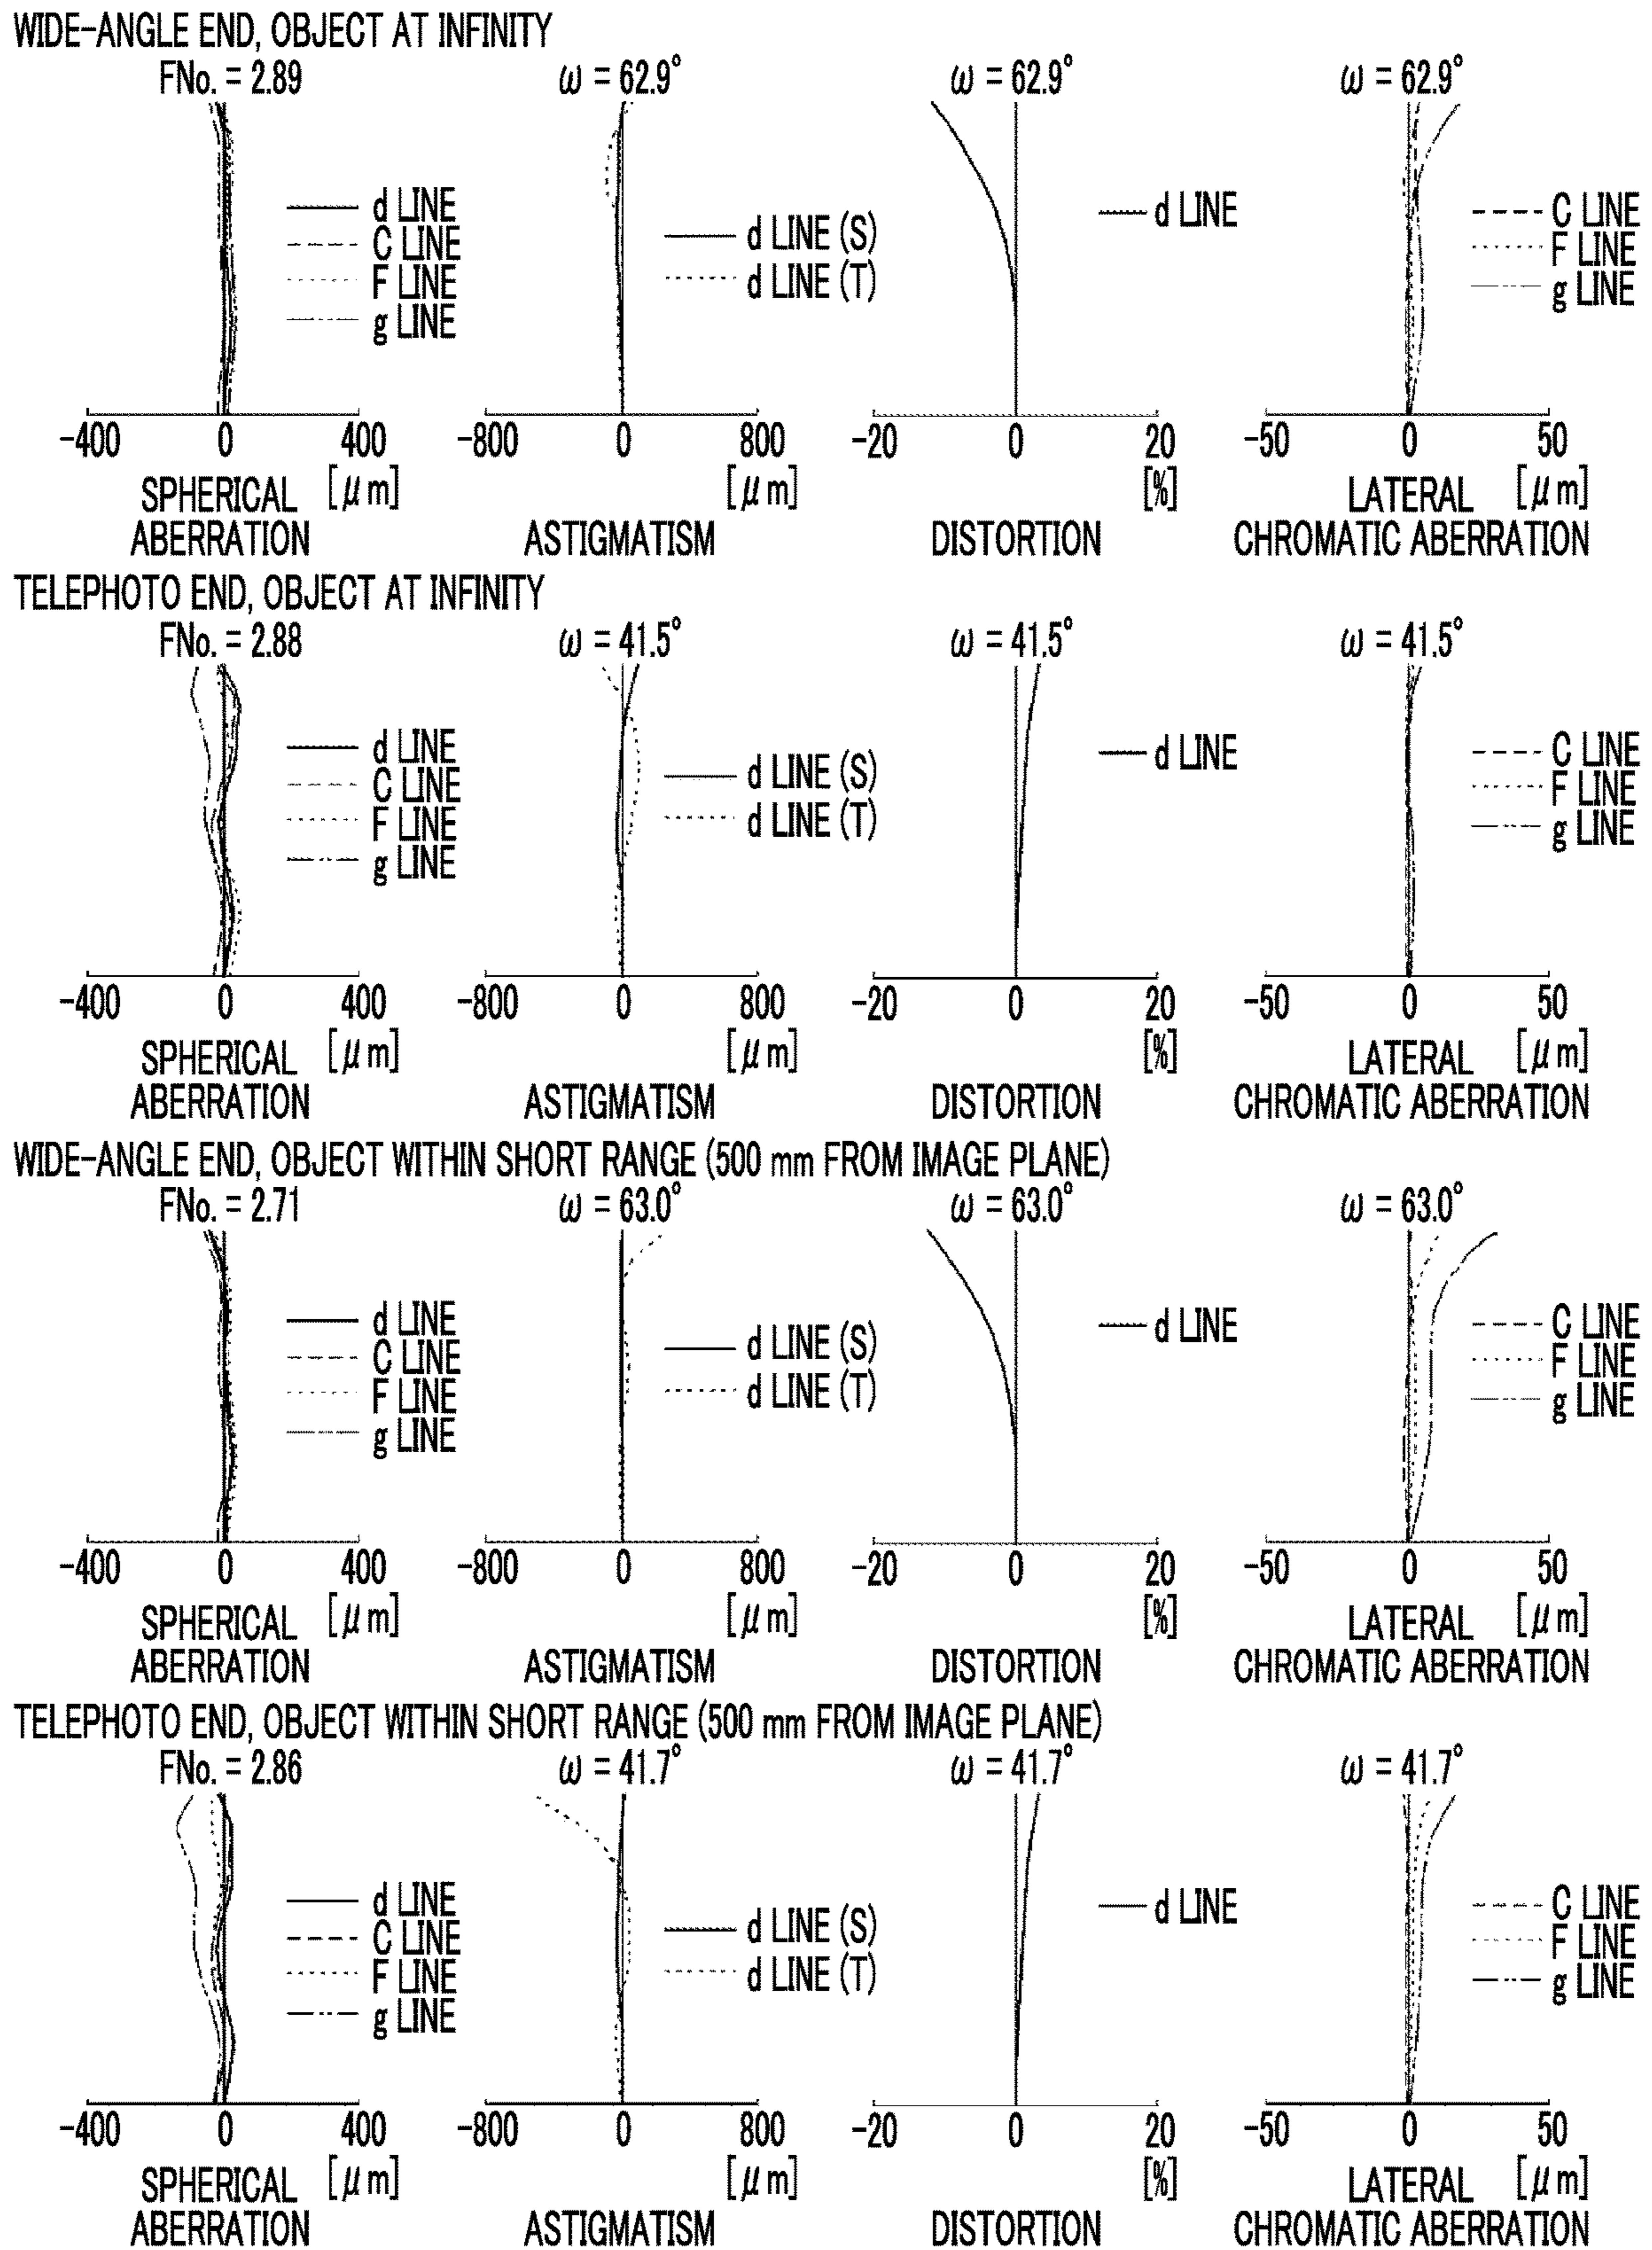 WIDE-ANGLE END, OBJECT AT INFINITY
FNo. = 2.89
ω = 62.9°
ω = 62.9°
ω = 62.9°
d LINE
C LINE
F LINE
g LINE
d LINE (S)
d LINE (T)
d LINE
C LINE
F LINE
g LINE
-400 0 400
-800 0 800
-20 0 20
-50 0 50
SPHERICAL ABERRATION [μm]
ASTIGMATISM [μm]
DISTORTION [%]
LATERAL CHROMATIC ABERRATION [μm]
TELEPHOTO END, OBJECT AT INFINITY
FNo. = 2.88
ω = 41.5°
ω = 41.5°
ω = 41.5°
d LINE
C LINE
F LINE
g LINE
d LINE (S)
d LINE (T)
d LINE
C LINE
F LINE
g LINE
-400 0 400
-800 0 800
-20 0 20
-50 0 50
SPHERICAL ABERRATION [μm]
ASTIGMATISM [μm]
DISTORTION [%]
LATERAL CHROMATIC ABERRATION [μm]
WIDE-ANGLE END, OBJECT WITHIN SHORT RANGE (500 mm FROM IMAGE PLANE)
FNo. = 2.71
ω = 63.0°
ω = 63.0°
ω = 63.0°
d LINE
C LINE
F LINE
g LINE
d LINE (S)
d LINE (T)
d LINE
C LINE
F LINE
g LINE
-400 0 400
-800 0 800
-20 0 20
-50 0 50
SPHERICAL ABERRATION [μm]
ASTIGMATISM [μm]
DISTORTION [%]
LATERAL CHROMATIC ABERRATION [μm]
TELEPHOTO END, OBJECT WITHIN SHORT RANGE (500 mm FROM IMAGE PLANE)
FNo. = 2.86
ω = 41.7°
ω = 41.7°
ω = 41.7°
d LINE
C LINE
F LINE
g LINE
d LINE (S)
d LINE (T)
d LINE
C LINE
F LINE
g LINE
-400 0 400
-800 0 800
-20 0 20
-50 0 50
SPHERICAL ABERRATION [μm]
ASTIGMATISM [μm]
DISTORTION [%]
LATERAL CHROMATIC ABERRATION [μm]